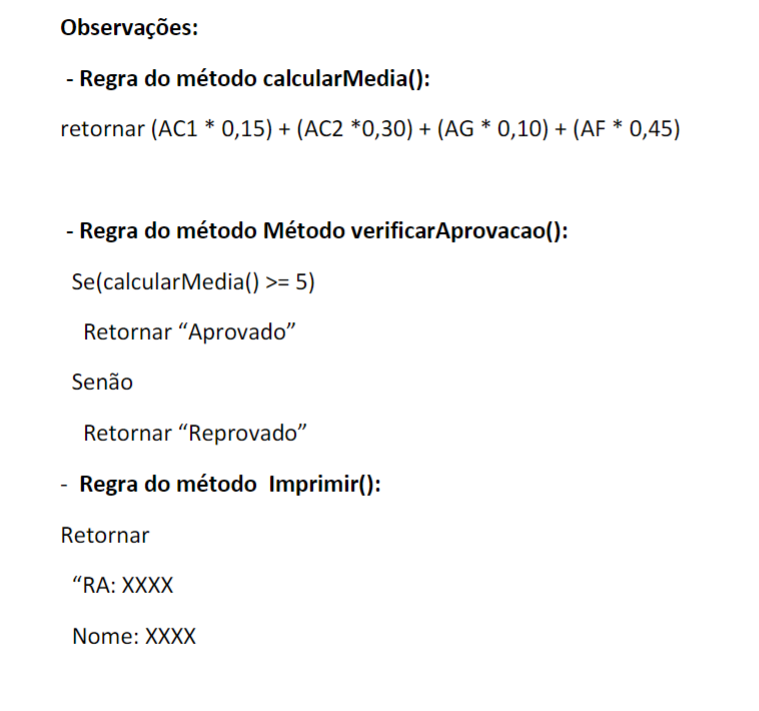 Observações:
- Regra do método calcularMedia():
retornar (AC1 * 0,15) + (AC2 *0,30) + (AG * 0,10) + (AF * 0,45)
- Regra do método Método verificarAprovacao():
Se(calcularMedia() >= 5)
Retornar “Aprovado”
Senão
Retornar “Reprovado”
- Regra do método  Imprimir():
Retornar
“RA: XXXX
Nome: XXXX